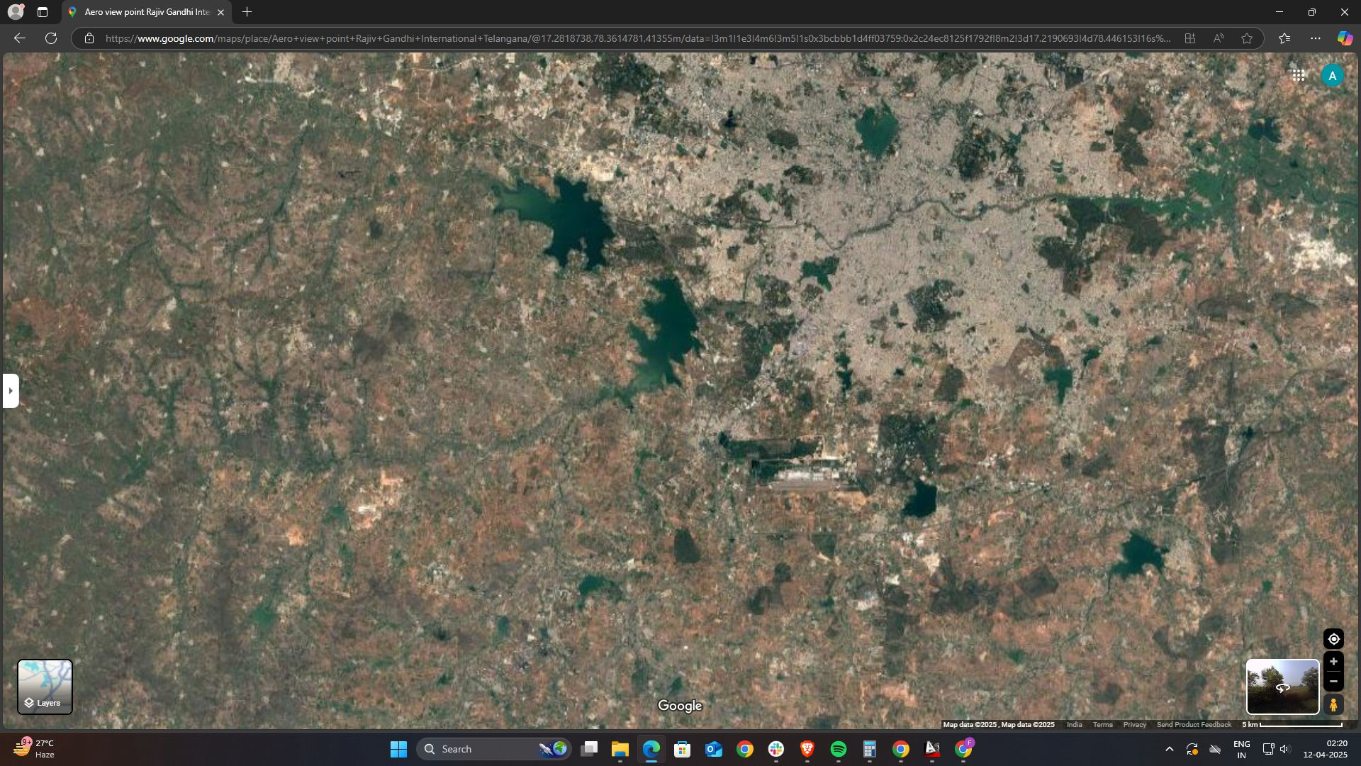 Aero view point Rajiv Gandhi Inte
https://www.google.com/maps/place/Aero+view+point+Rajiv+Gandhi+International+Telangana/@17.2818738,78.3614781,41355m/data=!3m1!1e3!4m6!3m5!1s0x3bcbbb1d4ff03759:0x2c24ec8125f1792f!8m2!3d17.2190693!4d78.446153!16s%...
A
Layers
Google
Map data ©2025 , Map data ©2025 India Terms Privacy Send Product Feedback 5 km
27°C
Haze
Search
ENG
IN
02:20
12-04-2025